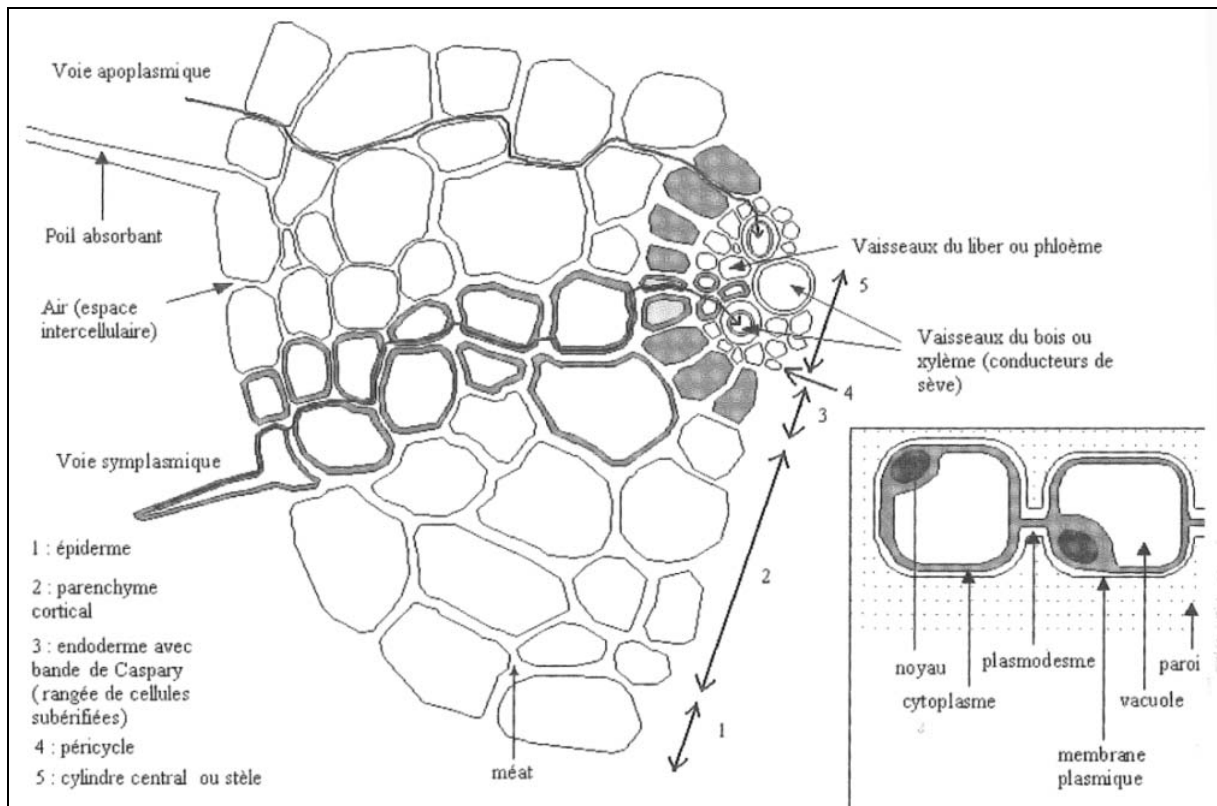 Voie apoplasmique
Poil absorbant
Air (espace
intercellulaire)
Voie symplasmique
1 : épiderme
2 : parenchyme
cortical
3 : endoderme avec
bande de Caspary
(rangée de cellules
subérifiées)
4 : péricycle
5 : cylindre central ou stèle
méat
Vaisseaux du liber ou phloème
5
Vaisseaux du bois ou
xylème (conducteurs de
sève)
4
3
2
1
noyau
cytoplasme
plasmodesme
membrane
plasmique
vacuole
paroi